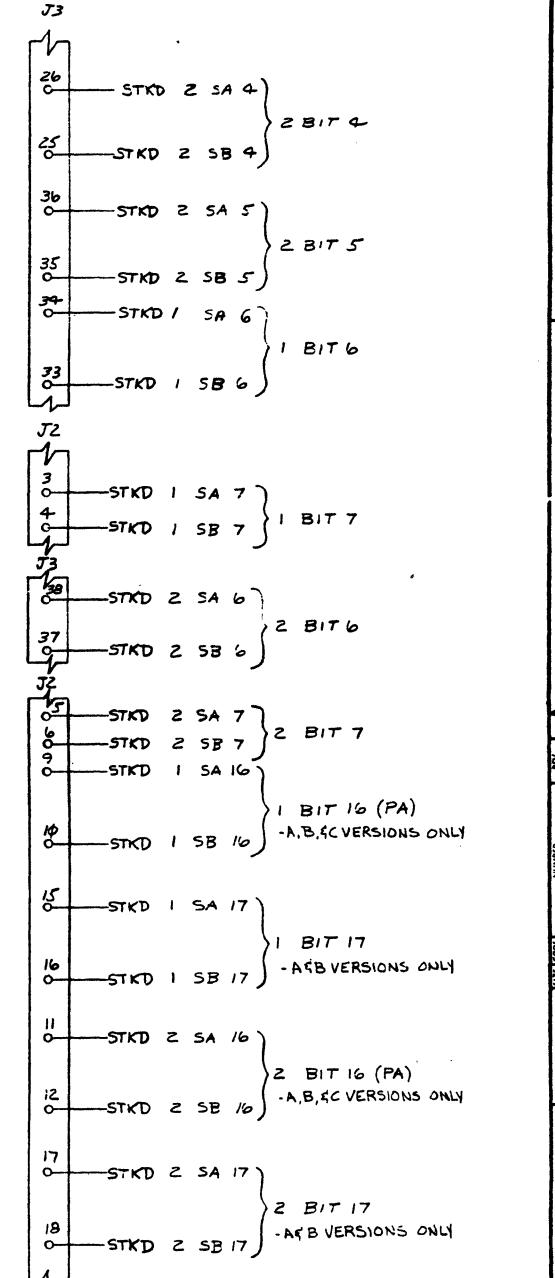 J3
26
STKD 2 SA 4
2 BIT 4
25
STKD 2 SB 4
36
STKD 2 SA 5
2 BIT 5
35
STKD 2 SB 5
34
STKD 1 SA 6
1 BIT 6
33
STKD 1 SB 6
J2
3
STKD 1 SA 7
1 BIT 7
4
STKD 1 SB 7
J3
38
STKD 2 SA 6
2 BIT 6
37
STKD 2 SB 6
J2
5
STKD 2 SA 7
2 BIT 7
6
STKD 2 SB 7
9
STKD 1 SA 16
1 BIT 16 (PA)
-A,B,&C VERSIONS ONLY
10
STKD 1 SB 16
15
STKD 1 SA 17
1 BIT 17
-A&B VERSIONS ONLY
16
STKD 1 SB 17
11
STKD 2 SA 16
2 BIT 16 (PA)
-A,B,&C VERSIONS ONLY
12
STKD 2 SB 16
17
STKD 2 SA 17
2 BIT 17
-A&B VERSIONS ONLY
18
STKD 2 SB 17